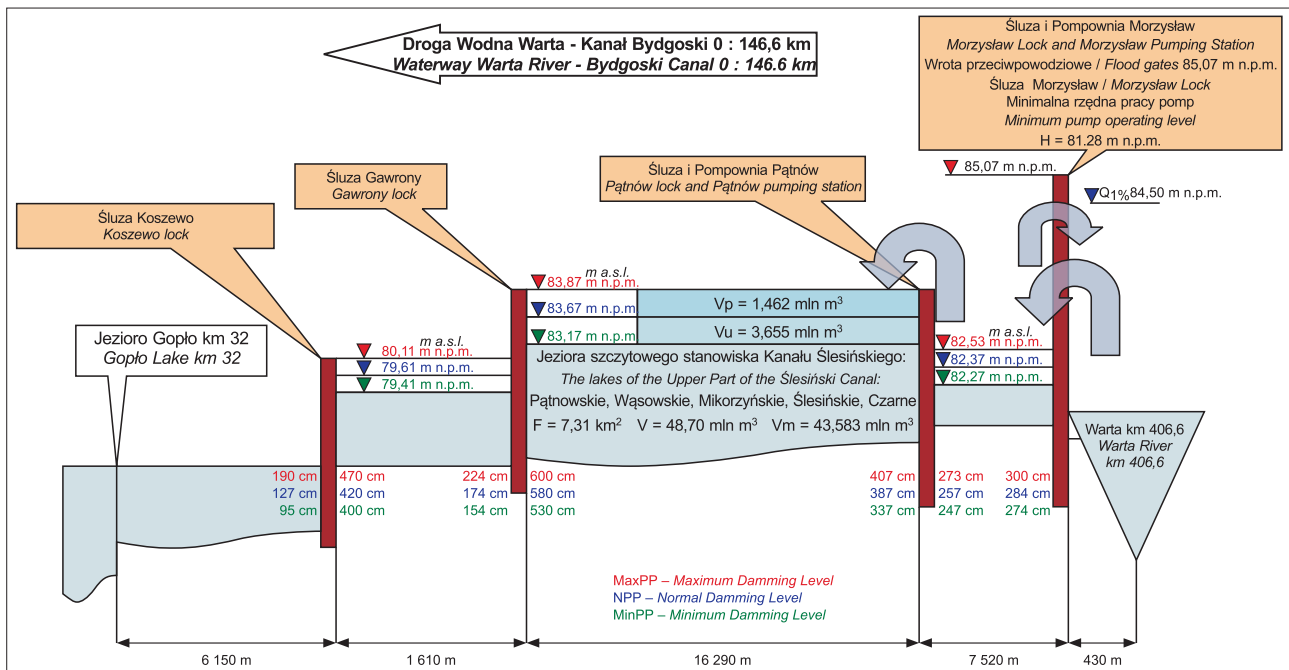 Droga Wodna Warta - Kanał Bydgoski 0 : 146,6 km
Waterway Warta River - Bydgoski Canal 0 : 146.6 km
Śluza i Pompownia Morzysław
Morzysław Lock and Morzysław Pumping Station
Wrota przeciwpowodziowe / Flood gates 85,07 m n.p.m.
Śluza Morzysław / Morzysław Lock
Minimalna rzędna pracy pomp
Minimum pump operating level
H = 81.28 m n.p.m.
Śluza Koszewo
Koszewo lock
Śluza Gawrony
Gawrony lock
Śluza i Pompownia Pątnów
Pątnów lock and Pątnów pumping station
85,07 m n.p.m.
Q1%84,50 m n.p.m.
Jezioro Gopło km 32
Gopło Lake km 32
m a.s.l.
80,11 m n.p.m.
79,61 m n.p.m.
79,41 m n.p.m.
m a.s.l.
83,87 m n.p.m.
83,67 m n.p.m.
83,17 m n.p.m
Vp = 1,462 mln m³
Vu = 3,655 mln m³
Jeziora szczytowego stanowiska Kanału Ślesińskiego:
The lakes of the Upper Part of the Ślesiński Canal:
Pątnowskie, Wąsowskie, Mikorzyńskie, Ślesińskie, Czarne
F = 7,31 km² V = 48,70 mln m³ Vm = 43,583 mln m³
m a.s.l.
82,53 m n.p.m.
82,37 m n.p.m.
82,27 m n.p.m.
Warta km 406,6
Warta River
km 406,6
190 cm 470 cm 224 cm 600 cm 407 cm 273 cm 300 cm
127 cm 420 cm 174 cm 580 cm 387 cm 257 cm 284 cm
95 cm 400 cm 154 cm 530 cm 337 cm 247 cm 274 cm
MaxPP – Maximum Damming Level
NPP – Normal Damming Level
MinPP – Minimum Damming Level
6 150 m 1 610 m 16 290 m 7 520 m 430 m